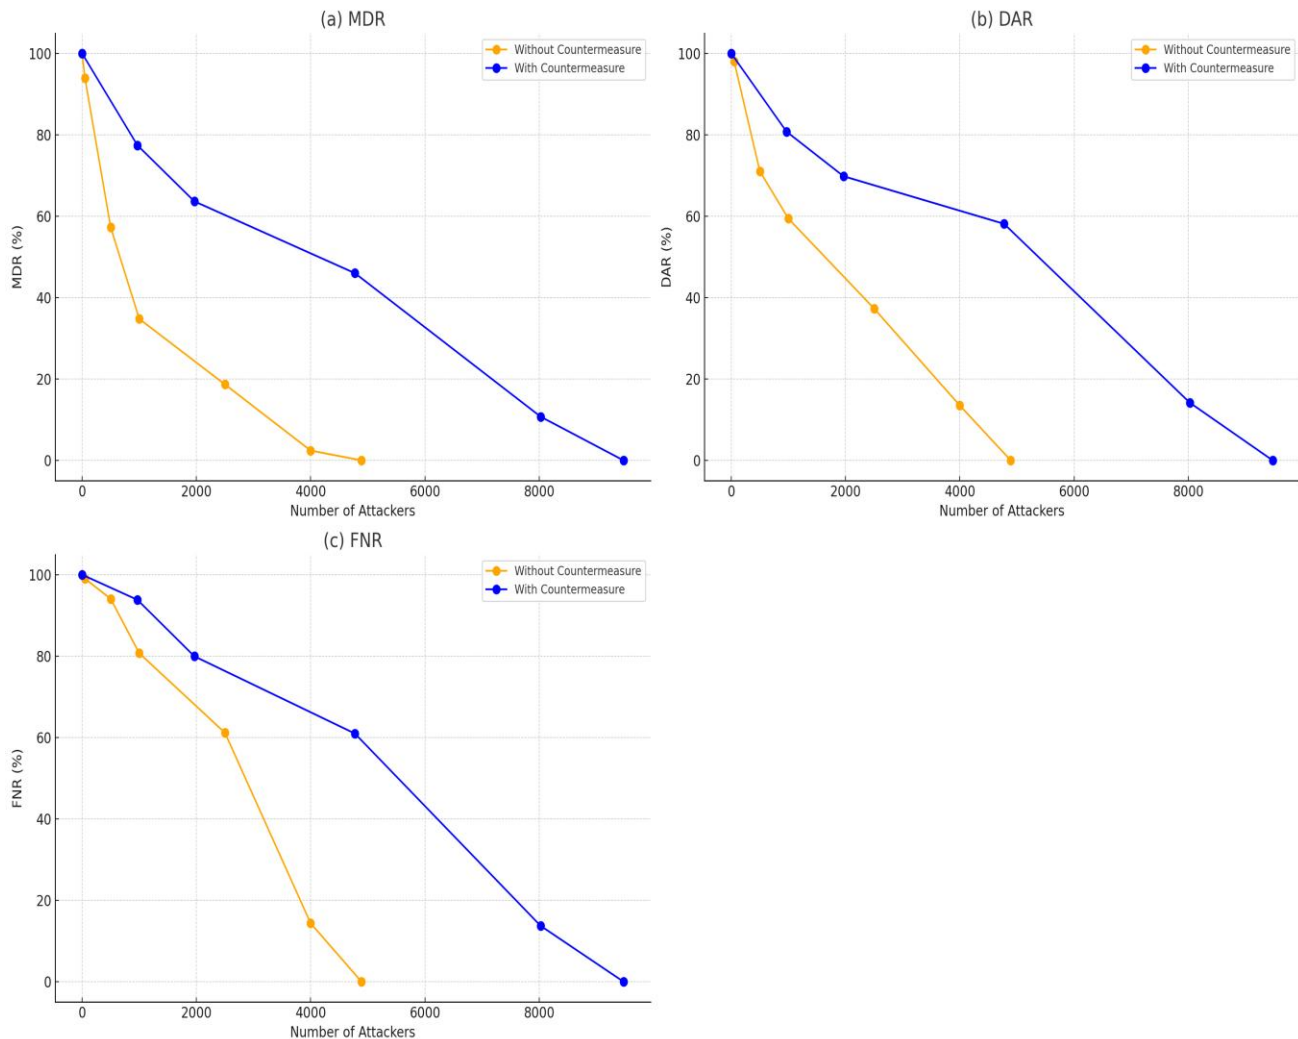 (a) MDR
100
80
60
40
20
0
MDR (%)
0 2000 4000 6000 8000
Number of Attackers
Without Countermeasure
With Countermeasure
(b) DAR
100
80
60
40
20
0
DAR (%)
0 2000 4000 6000 8000
Number of Attackers
Without Countermeasure
With Countermeasure
(c) FNR
100
80
60
40
20
0
FNR (%)
0 2000 4000 6000 8000
Number of Attackers
Without Countermeasure
With Countermeasure